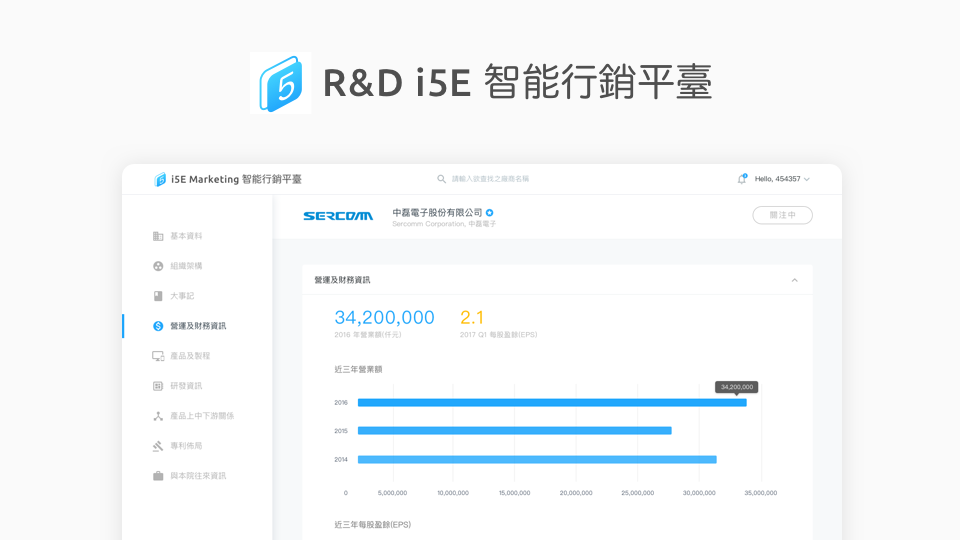 5
R&D i5E 智能行銷平臺
i5E Marketing 智能行銷平臺
請輸入欲查找之廠商名稱
2
Hello, 454357
SERCOMM
中磊電子股份有限公司
Sercomm Corporation, 中磊電子
關注中
基本資料
組織架構
大事記
營運及財務資訊
產品及製程
研發資訊
產品上中下游關係
專利佈局
與本院往來資訊
營運及財務資訊
34,200,000
2016 年營業額(仟元)
2.1
2017 Q1 每股盈餘(EPS)
近三年營業額
34,200,000
2016
2015
2014
0 5,000,000 10,000,000 15,000,000 20,000,000 25,000,000 30,000,000 35,000,000
近三年每股盈餘(EPS)